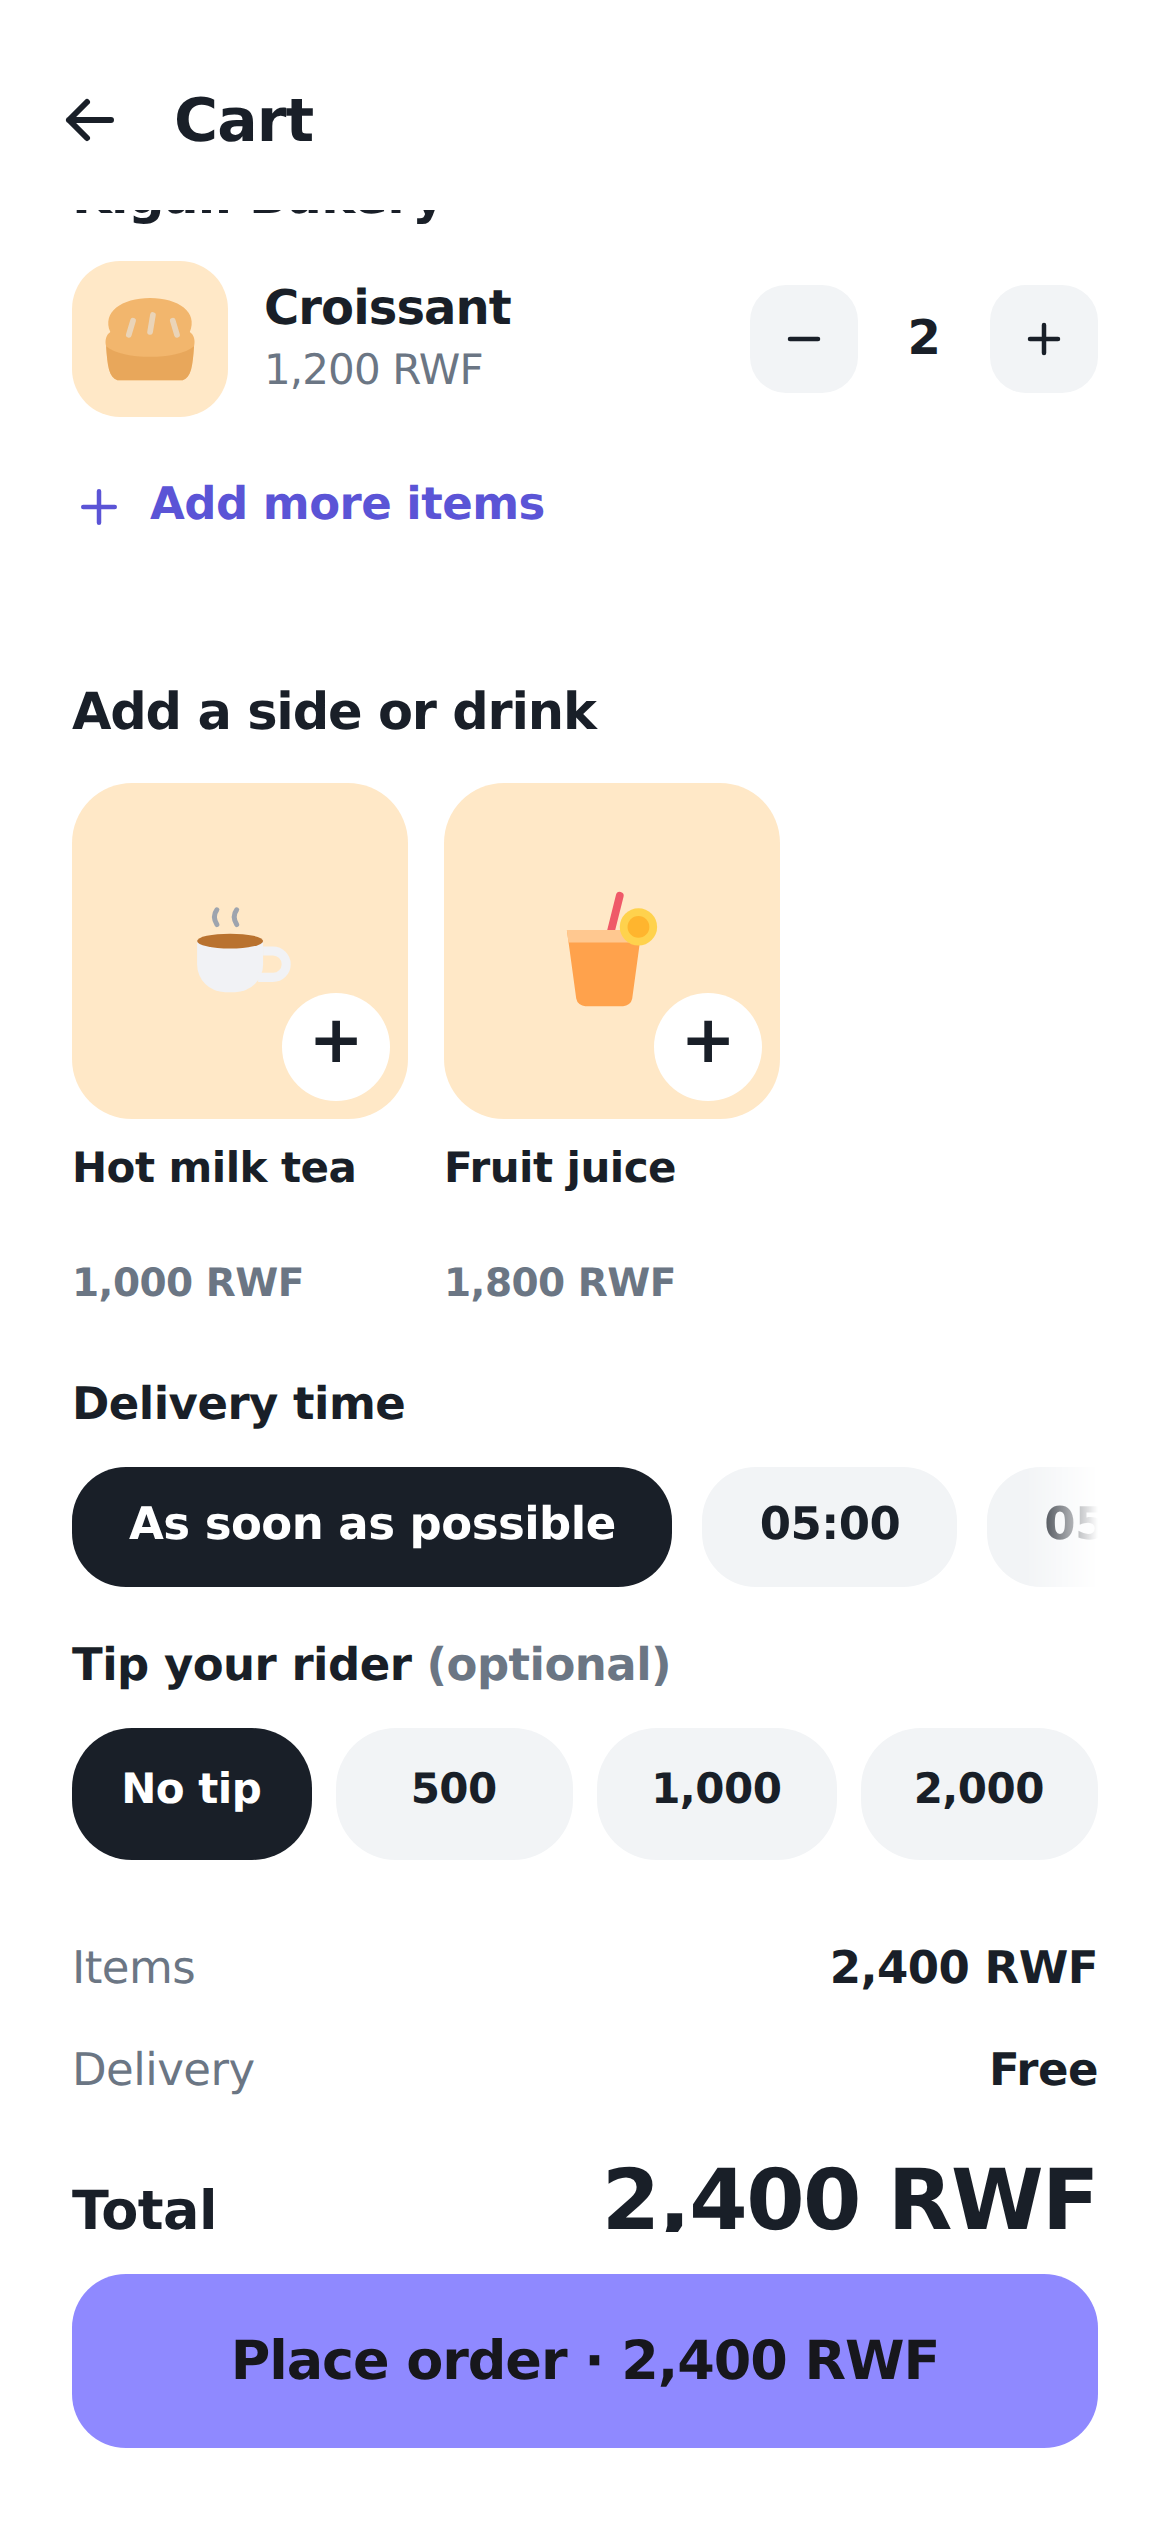 Cart
Croissant
1,200 RWF
2
Add more items
Add a side or drink
Hot milk tea
Fruit juice
1,000 RWF
1,800 RWF
Delivery time
As soon as possible
05:00
Tip your rider (optional)
No tip
500
1,000
2,000
Items
2,400 RWF
Delivery
Free
Total
2,400 RWF
Place order · 2,400 RWF